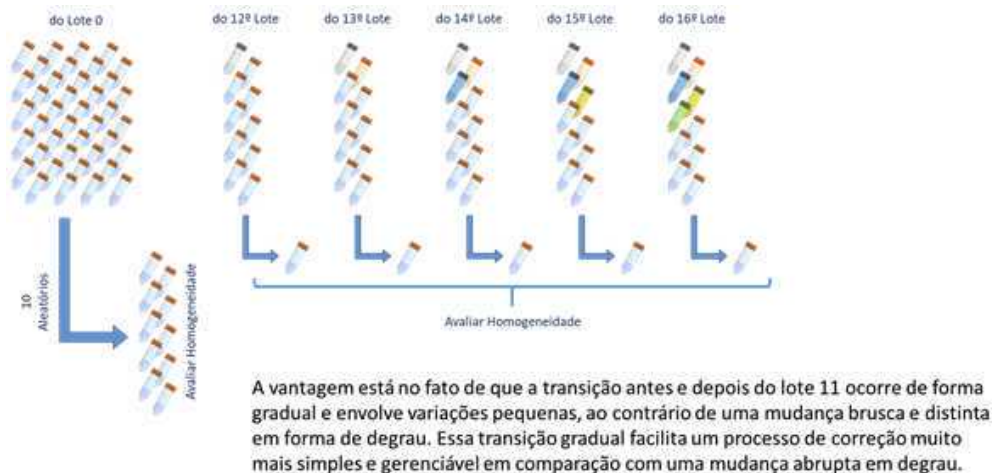 do Lote 0
do 12º Lote
do 13º Lote
do 14º Lote
do 15º Lote
do 16º Lote
10
Aleatórios
Avaliar Homogeneidade
Avaliar Homogeneidade
A vantagem está no fato de que a transição antes e depois do lote 11 ocorre de forma
gradual e envolve variações pequenas, ao contrário de uma mudança brusca e distinta
em forma de degrau. Essa transição gradual facilita um processo de correção muito
mais simples e gerenciável em comparação com uma mudança abrupta em degrau.